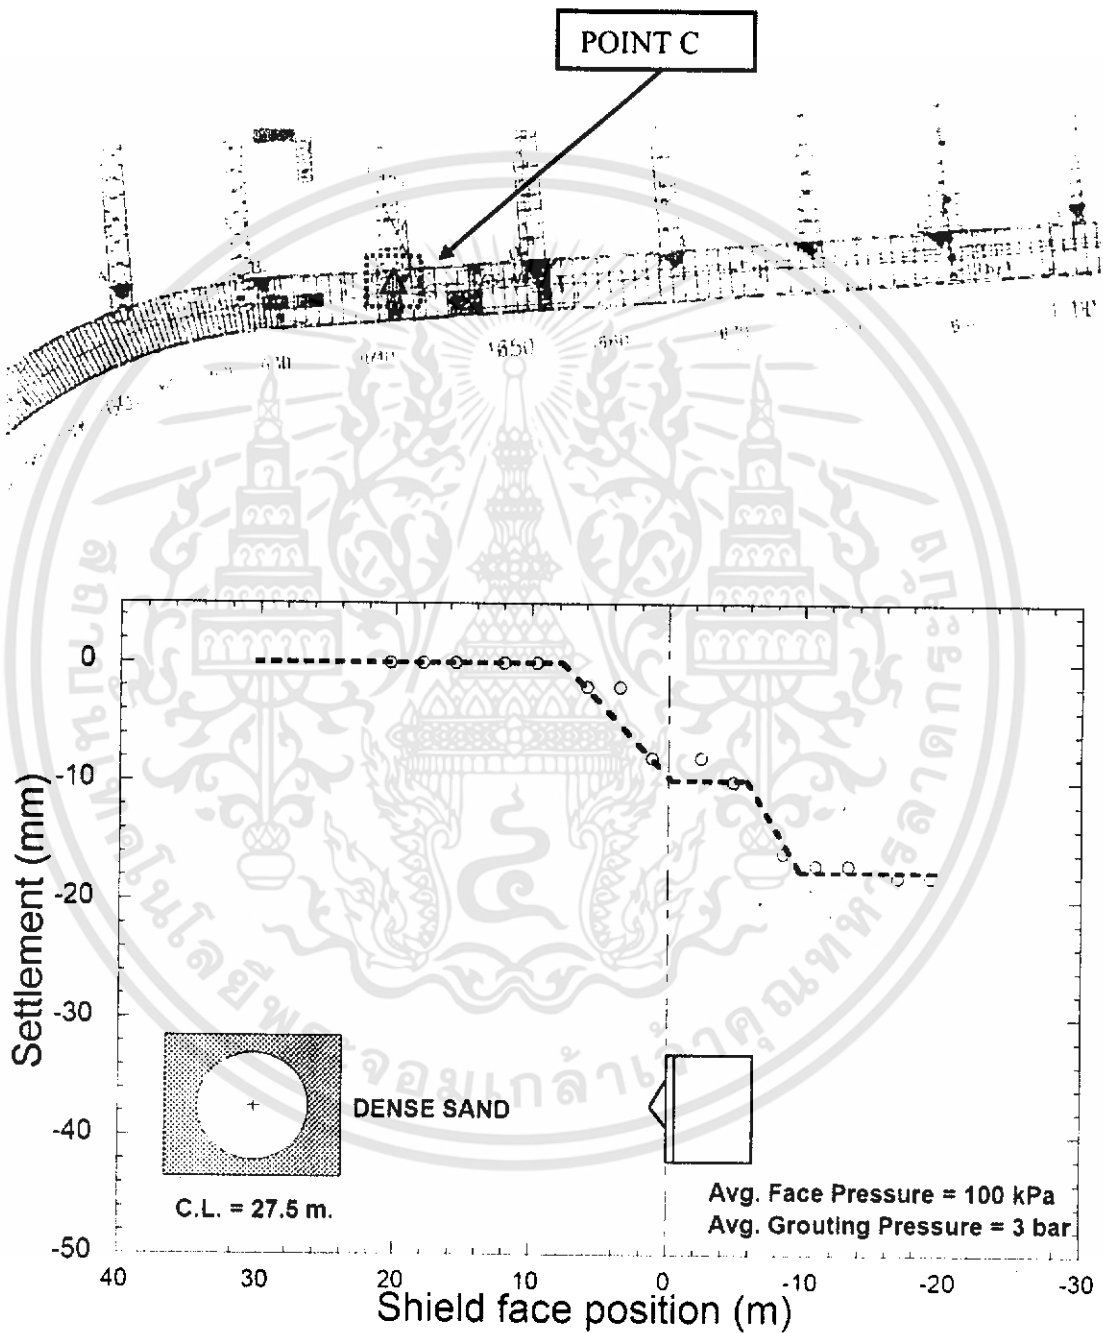 POINT C
1650
0
-10
-20
-30
-40
-50
Settlement (mm)
DENSE SAND
C.L. = 27.5 m.
Avg. Face Pressure = 100 kPa
Avg. Grouting Pressure = 3 bar
40 30 20 10 0 -10 -20 -30
Shield face position (m)